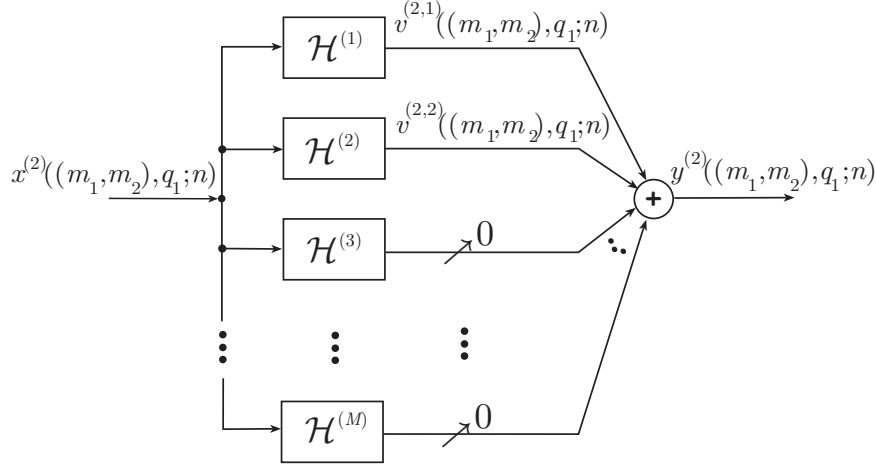 ℋ⁽¹⁾
v⁽²,¹⁾((m₁,m₂),q₁;n)
ℋ⁽²⁾
v⁽²,²⁾((m₁,m₂),q₁;n)
x⁽²⁾((m₁,m₂),q₁;n)
+
y⁽²⁾((m₁,m₂),q₁;n)
ℋ⁽³⁾
0
ℋ⁽ᴹ⁾
0